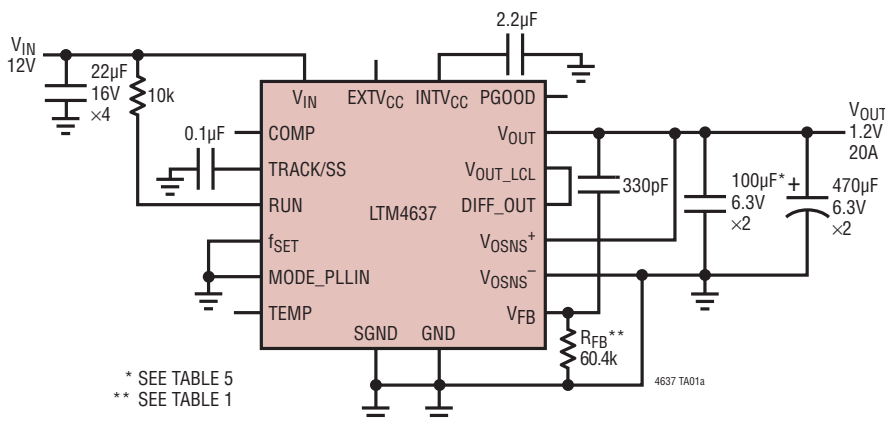 2.2µF
V_IN
12V
22µF
16V
×4
10k
0.1µF
V_IN EXTV_CC INTV_CC PGOOD
COMP
TRACK/SS
RUN
f_SET
MODE_PLLIN
TEMP
SGND GND
LTM4637
V_OUT
V_OUT_LCL
DIFF_OUT
V_OSNS⁺
V_OSNS⁻
V_FB
330pF
100µF*
6.3V
×2
+
470µF
6.3V
×2
V_OUT
1.2V
20A
R_FB**
60.4k
4637 TA01a
* SEE TABLE 5
** SEE TABLE 1